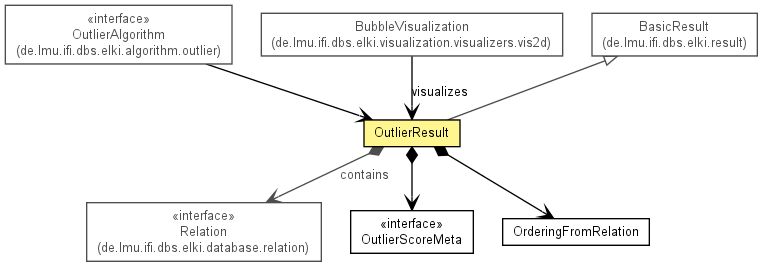 «interface»
OutlierAlgorithm
(de.lmu.ifi.dbs.elki.algorithm.outlier)
BubbleVisualization
(de.lmu.ifi.dbs.elki.visualization.visualizers.vis2d)
BasicResult
(de.lmu.ifi.dbs.elki.result)
visualizes
OutlierResult
contains
«interface»
Relation
(de.lmu.ifi.dbs.elki.database.relation)
«interface»
OutlierScoreMeta
OrderingFromRelation